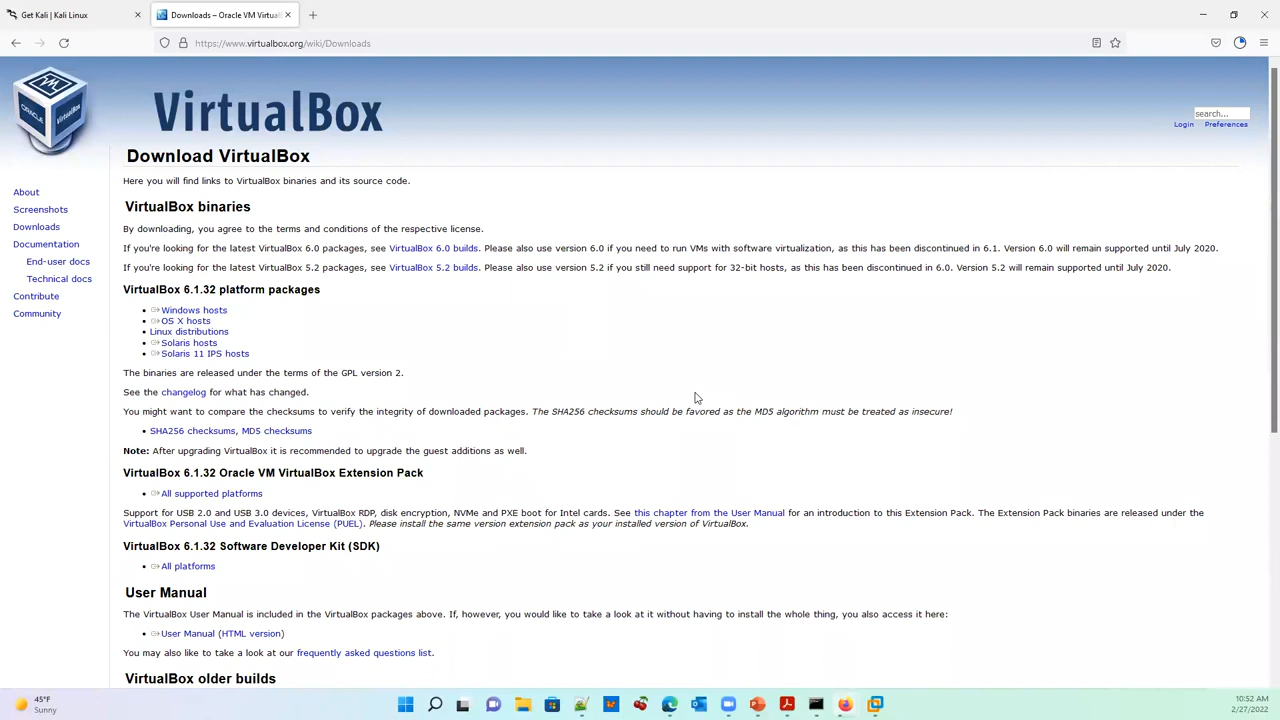 Get Kali | Kali Linux
Downloads – Oracle VM Virtual
https://www.virtualbox.org/wiki/Downloads
VirtualBox
search...
Login Preferences
Download VirtualBox
Here you will find links to VirtualBox binaries and its source code.
About
Screenshots
Downloads
Documentation
End-user docs
Technical docs
Contribute
Community
VirtualBox binaries
By downloading, you agree to the terms and conditions of the respective license.
If you're looking for the latest VirtualBox 6.0 packages, see VirtualBox 6.0 builds. Please also use version 6.0 if you need to run VMs with software virtualization, as this has been discontinued in 6.1. Version 6.0 will remain supported until July 2020.
If you're looking for the latest VirtualBox 5.2 packages, see VirtualBox 5.2 builds. Please also use version 5.2 if you still need support for 32-bit hosts, as this has been discontinued in 6.0. Version 5.2 will remain supported until July 2020.
VirtualBox 6.1.32 platform packages
Windows hosts
OS X hosts
Linux distributions
Solaris hosts
Solaris 11 IPS hosts
The binaries are released under the terms of the GPL version 2.
See the changelog for what has changed.
You might want to compare the checksums to verify the integrity of downloaded packages. The SHA256 checksums should be favored as the MD5 algorithm must be treated as insecure!
SHA256 checksums, MD5 checksums
Note: After upgrading VirtualBox it is recommended to upgrade the guest additions as well.
VirtualBox 6.1.32 Oracle VM VirtualBox Extension Pack
All supported platforms
Support for USB 2.0 and USB 3.0 devices, VirtualBox RDP, disk encryption, NVMe and PXE boot for Intel cards. See this chapter from the User Manual for an introduction to this Extension Pack. The Extension Pack binaries are released under the
VirtualBox Personal Use and Evaluation License (PUEL). Please install the same version extension pack as your installed version of VirtualBox.
VirtualBox 6.1.32 Software Developer Kit (SDK)
All platforms
User Manual
The VirtualBox User Manual is included in the VirtualBox packages above. If, however, you would like to take a look at it without having to install the whole thing, you also access it here:
User Manual (HTML version)
You may also like to take a look at our frequently asked questions list.
VirtualBox older builds
45°F
Sunny
10:52 AM
2/27/2022